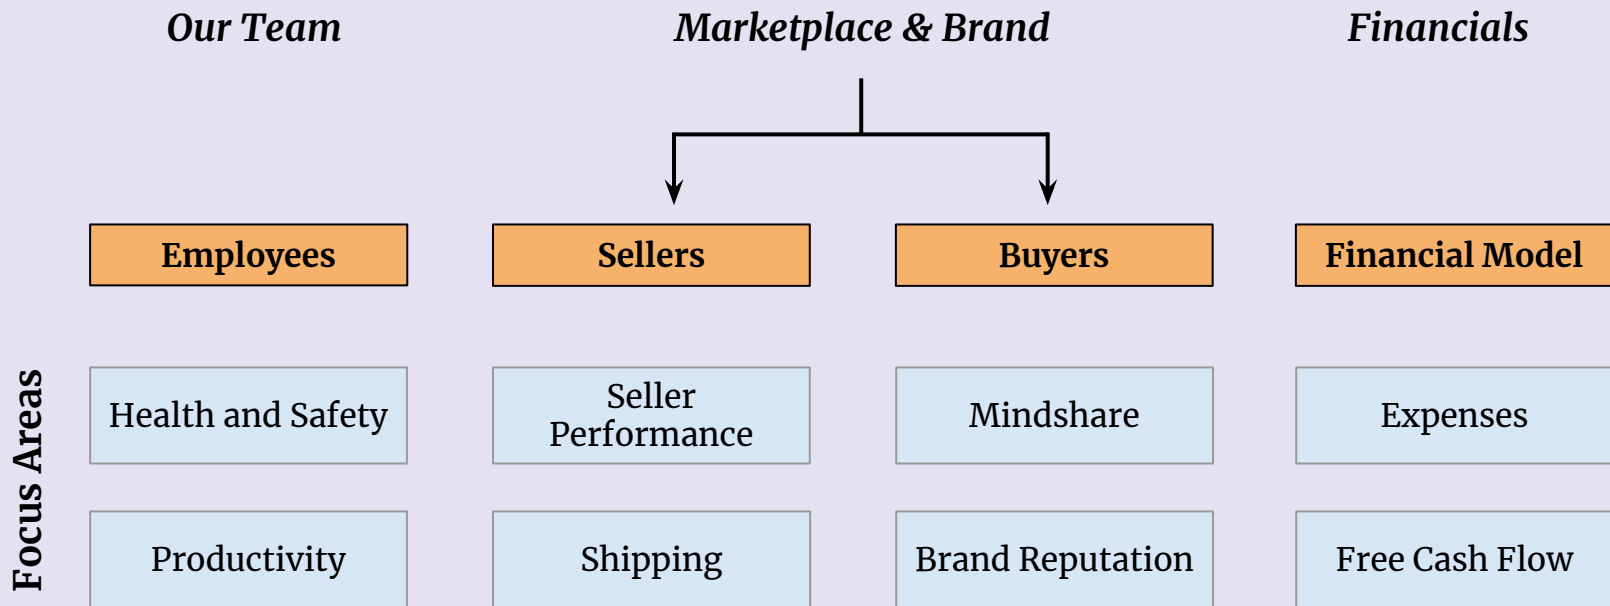 Our Team
Marketplace & Brand
Financials
Employees
Sellers
Buyers
Financial Model
Focus Areas
Health and Safety
Seller
Performance
Mindshare
Expenses
Productivity
Shipping
Brand Reputation
Free Cash Flow